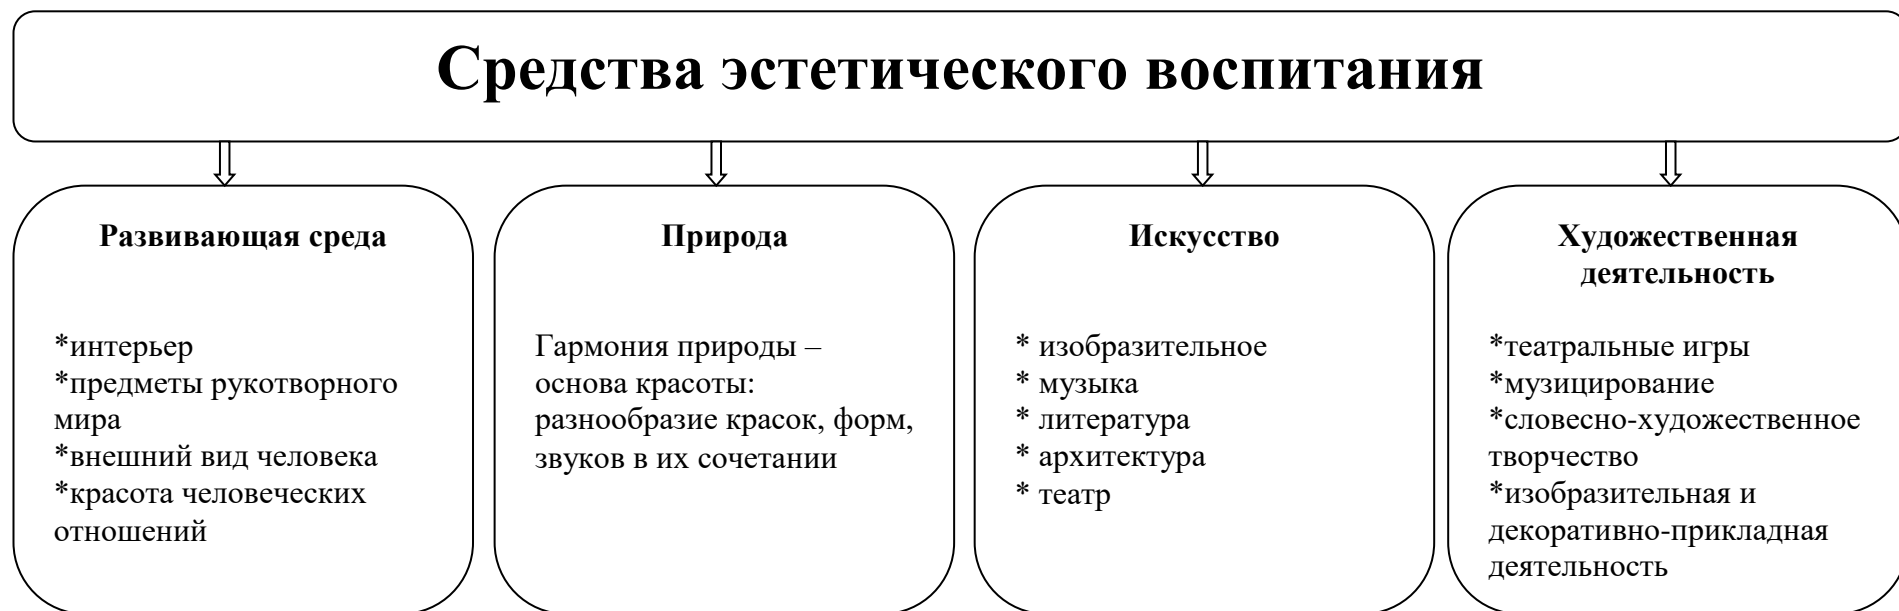 Средства эстетического воспитания
Развивающая среда
*интерьер
*предметы рукотворного
мира
*внешний вид человека
*красота человеческих
отношений
Природа
Гармония природы –
основа красоты:
разнообразие красок, форм,
звуков в их сочетании
Искусство
* изобразительное
* музыка
* литература
* архитектура
* театр
Художественная
деятельность
*театральные игры
*музицирование
*словесно-художественное
творчество
*изобразительная и
декоративно-прикладная
деятельность